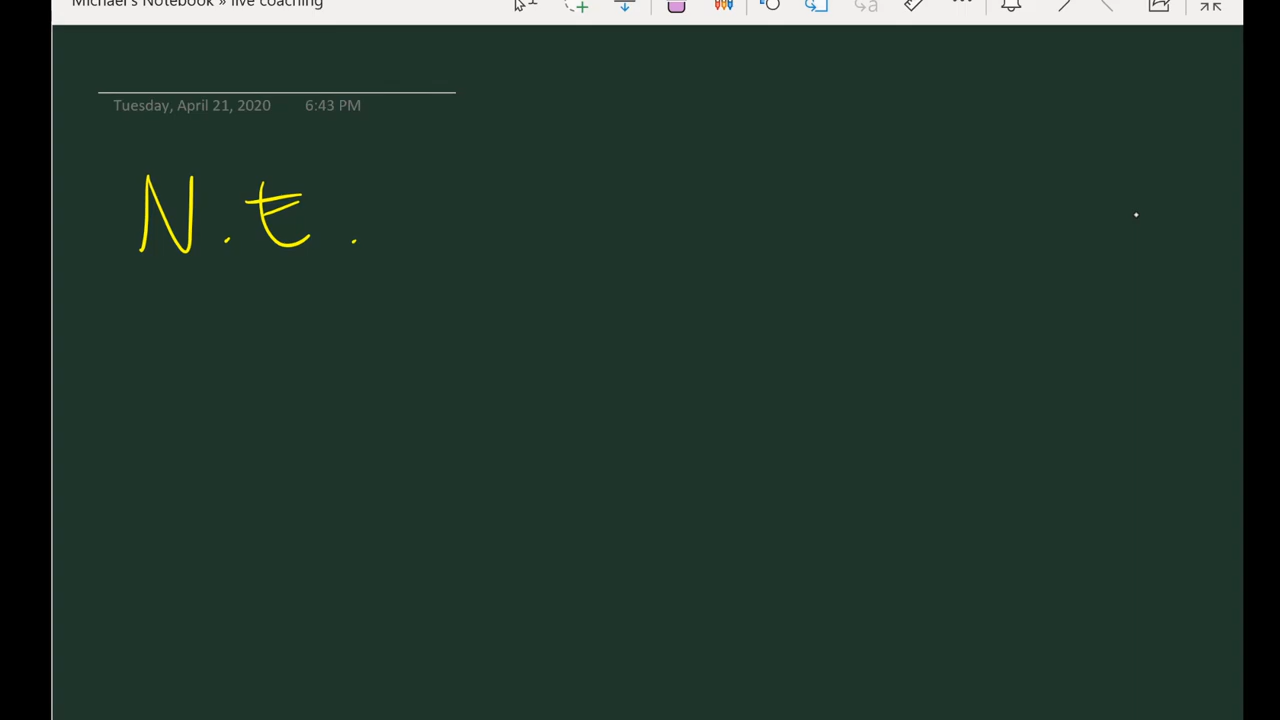 Michael's Notebook » live coaching
Tuesday, April 21, 2020 6:43 PM
N. E.